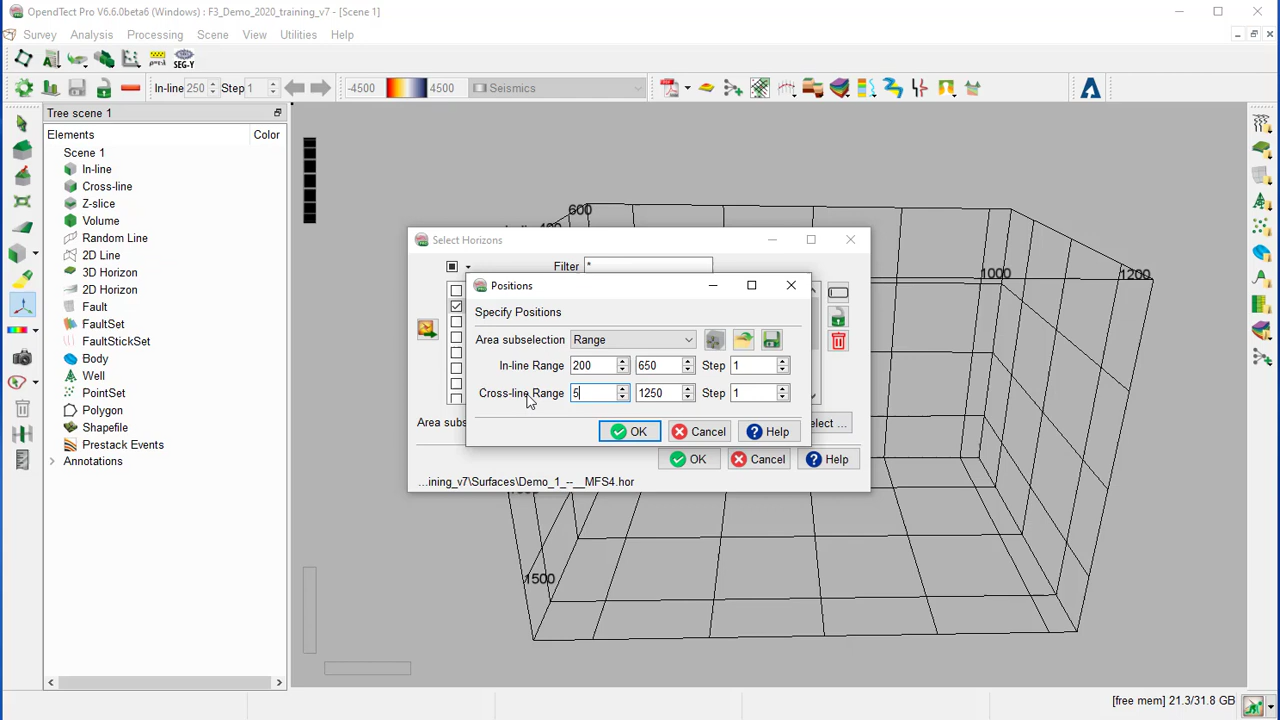 OpendTect Pro V6.6.0beta6 (Windows) : F3_Demo_2020_training_v7 - [Scene 1]
Survey Analysis Processing Scene View Utilities Help
SEG-Y
In-line 250 Step 1 -4500 4500 Seismics
Tree scene 1
Elements Color
Scene 1
In-line
Cross-line
Z-slice
Volume
Random Line
2D Line
3D Horizon
2D Horizon
Fault
FaultSet
FaultStickSet
Body
Well
PointSet
Polygon
Shapefile
Prestack Events
Annotations
600
1000
1200
1500
Select Horizons
Filter *
Positions
Specify Positions
Area subselection Range
In-line Range 200 650 Step 1
Cross-line Range 5 1250 Step 1
OK Cancel Help
Area subs
elect ...
OK Cancel Help
...ining_v7\Surfaces\Demo_1_--__MFS4.hor
[free mem] 21.3/31.8 GB